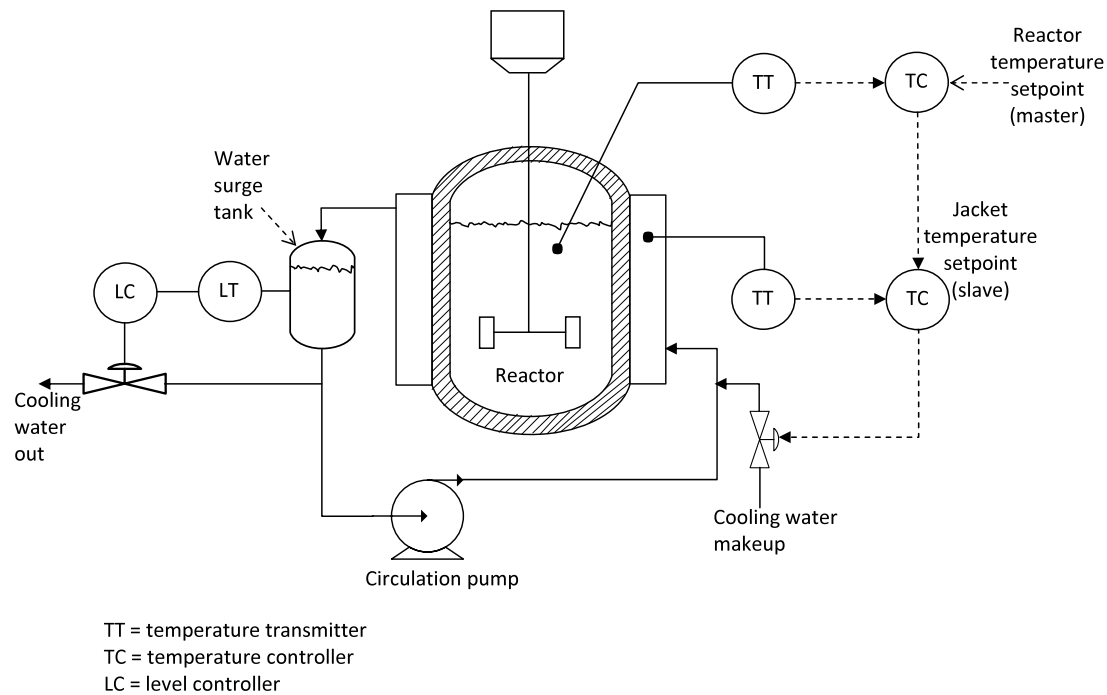 Reactor
temperature
setpoint
(master)
TT
TC
Water
surge
tank
Jacket
temperature
setpoint
(slave)
LC
LT
TT
TC
Reactor
Cooling
water
out
Cooling water
makeup
Circulation pump
TT = temperature transmitter
TC = temperature controller
LC = level controller